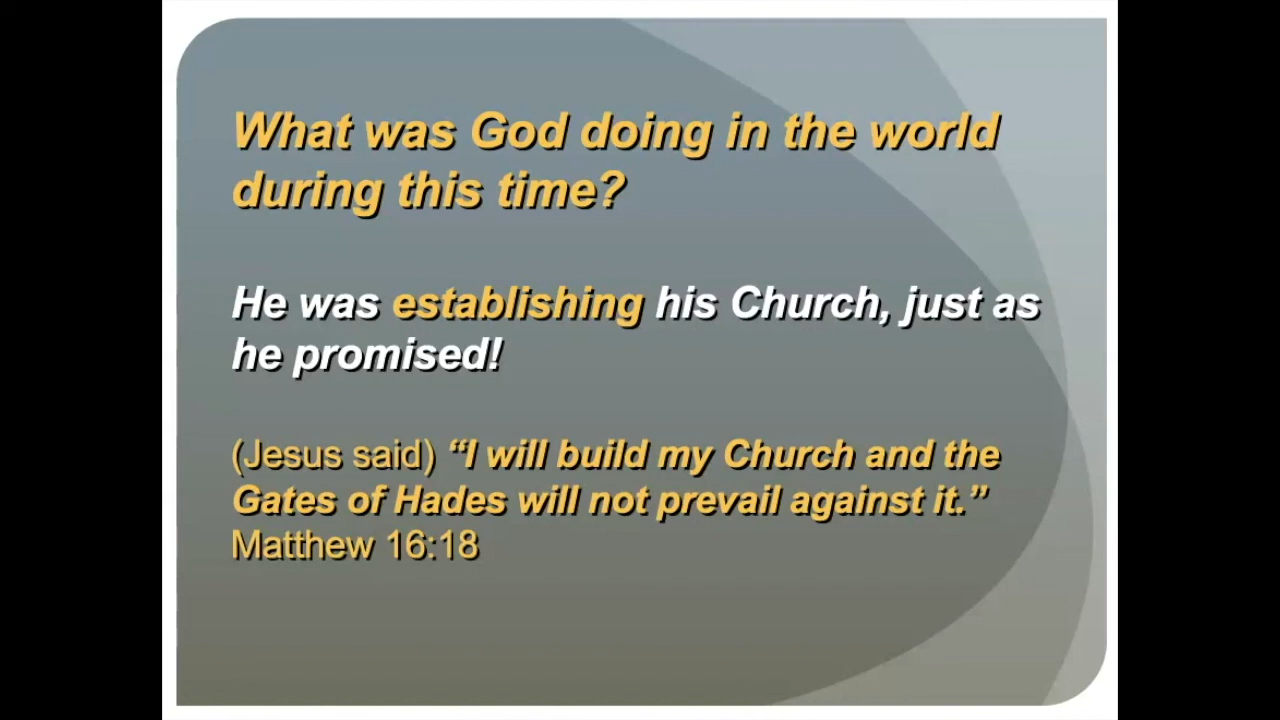 What was God doing in the world
during this time?
He was establishing his Church, just as
he promised!
(Jesus said) “I will build my Church and the
Gates of Hades will not prevail against it.”
Matthew 16:18